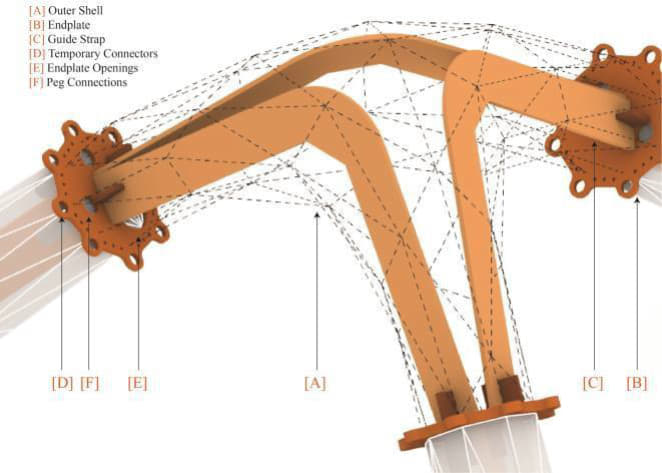 [A] Outer Shell
[B] Endplate
[C] Guide Strap
[D] Temporary Connectors
[E] Endplate Openings
[F] Peg Connections
[D] [F] [E] [A] [C] [B]